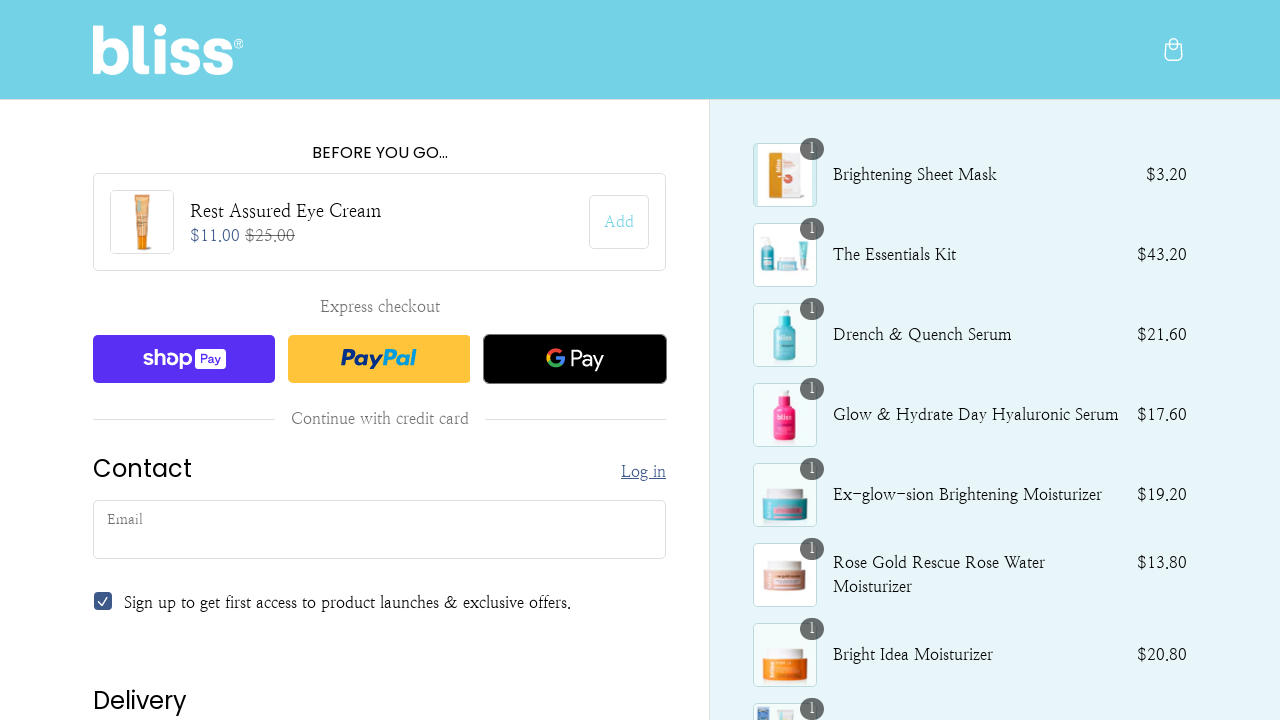 bliss®
BEFORE YOU GO...
Rest Assured Eye Cream
$11.00 $25.00
Add
Express checkout
shop Pay
PayPal
G Pay
Continue with credit card
Contact
Log in
Email
Sign up to get first access to product launches & exclusive offers.
Delivery
1
Brightening Sheet Mask $3.20
1
The Essentials Kit $43.20
1
Drench & Quench Serum $21.60
1
Glow & Hydrate Day Hyaluronic Serum $17.60
1
Ex-glow-sion Brightening Moisturizer $19.20
1
Rose Gold Rescue Rose Water $13.80
Moisturizer
1
Bright Idea Moisturizer $20.80
1